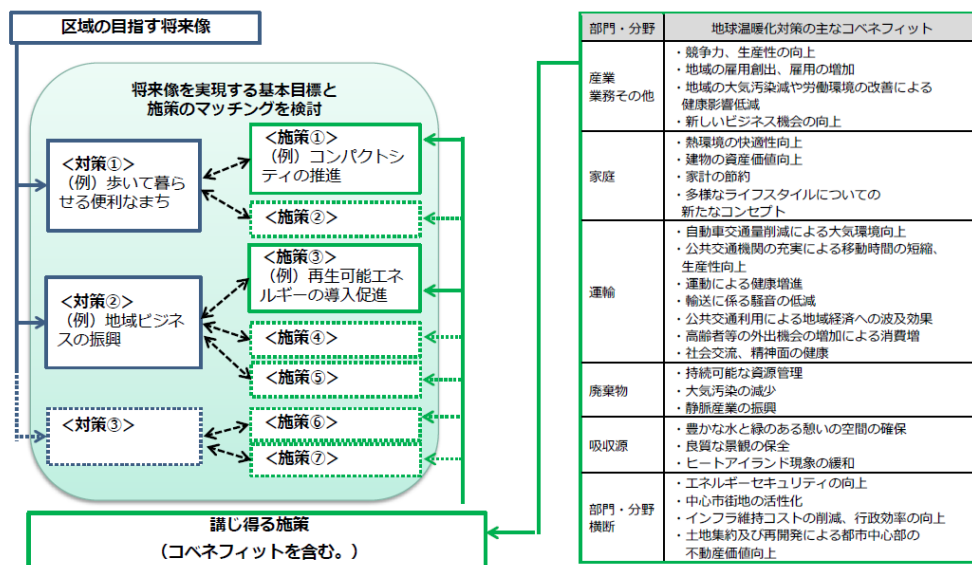 区域の目指す将来像
将来像を実現する基本目標と
施策のマッチングを検討
<対策①>
(例)歩いて暮ら
せる便利なまち
<施策①>
(例)コンパクトシ
ティの推進
<施策②>
<対策②>
(例)地域ビジネ
スの振興
<施策③>
(例)再生可能エネ
ルギーの導入促進
<施策④>
<施策⑤>
<対策③>
<施策⑥>
<施策⑦>
講じ得る施策
(コベネフィットを含む。)
部門・分野 地球温暖化対策の主なコベネフィット
産業
業務その他
・競争力、生産性の向上
・地域の雇用創出、雇用の増加
・地域の大気汚染減や労働環境の改善による
健康影響低減
・新しいビジネス機会の向上
家庭
・熱環境の快適性向上
・建物の資産価値向上
・家計の節約
・多様なライフスタイルについての
新たなコンセプト
運輸
・自動車交通量削減による大気環境向上
・公共交通機関の充実による移動時間の短縮、
生産性向上
・運動による健康増進
・輸送に係る騒音の低減
・公共交通利用による地域経済への波及効果
・高齢者等の外出機会の増加による消費増
・社会交流、精神面の健康
廃棄物
・持続可能な資源管理
・大気汚染の減少
・静脈産業の振興
吸収源
・豊かな水と緑のある憩いの空間の確保
・良質な景観の保全
・ヒートアイランド現象の緩和
部門・分野
横断
・エネルギーセキュリティの向上
・中心市街地の活性化
・インフラ維持コストの削減、行政効率の向上
・土地集約及び再開発による都市中心部の
不動産価値向上